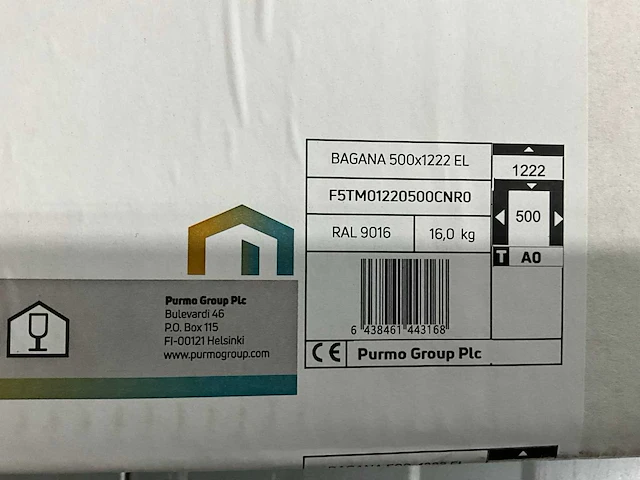 BAGANA 500x1222 EL
1222
F5TM01220500CNR0
500
RAL 9016
16,0 kg
T A0
6 438461 443168
CE Purmo Group Plc
Purmo Group Plc
Bulevardi 46
P.O. Box 115
FI-00121 Helsinki
www.purmogroup.com